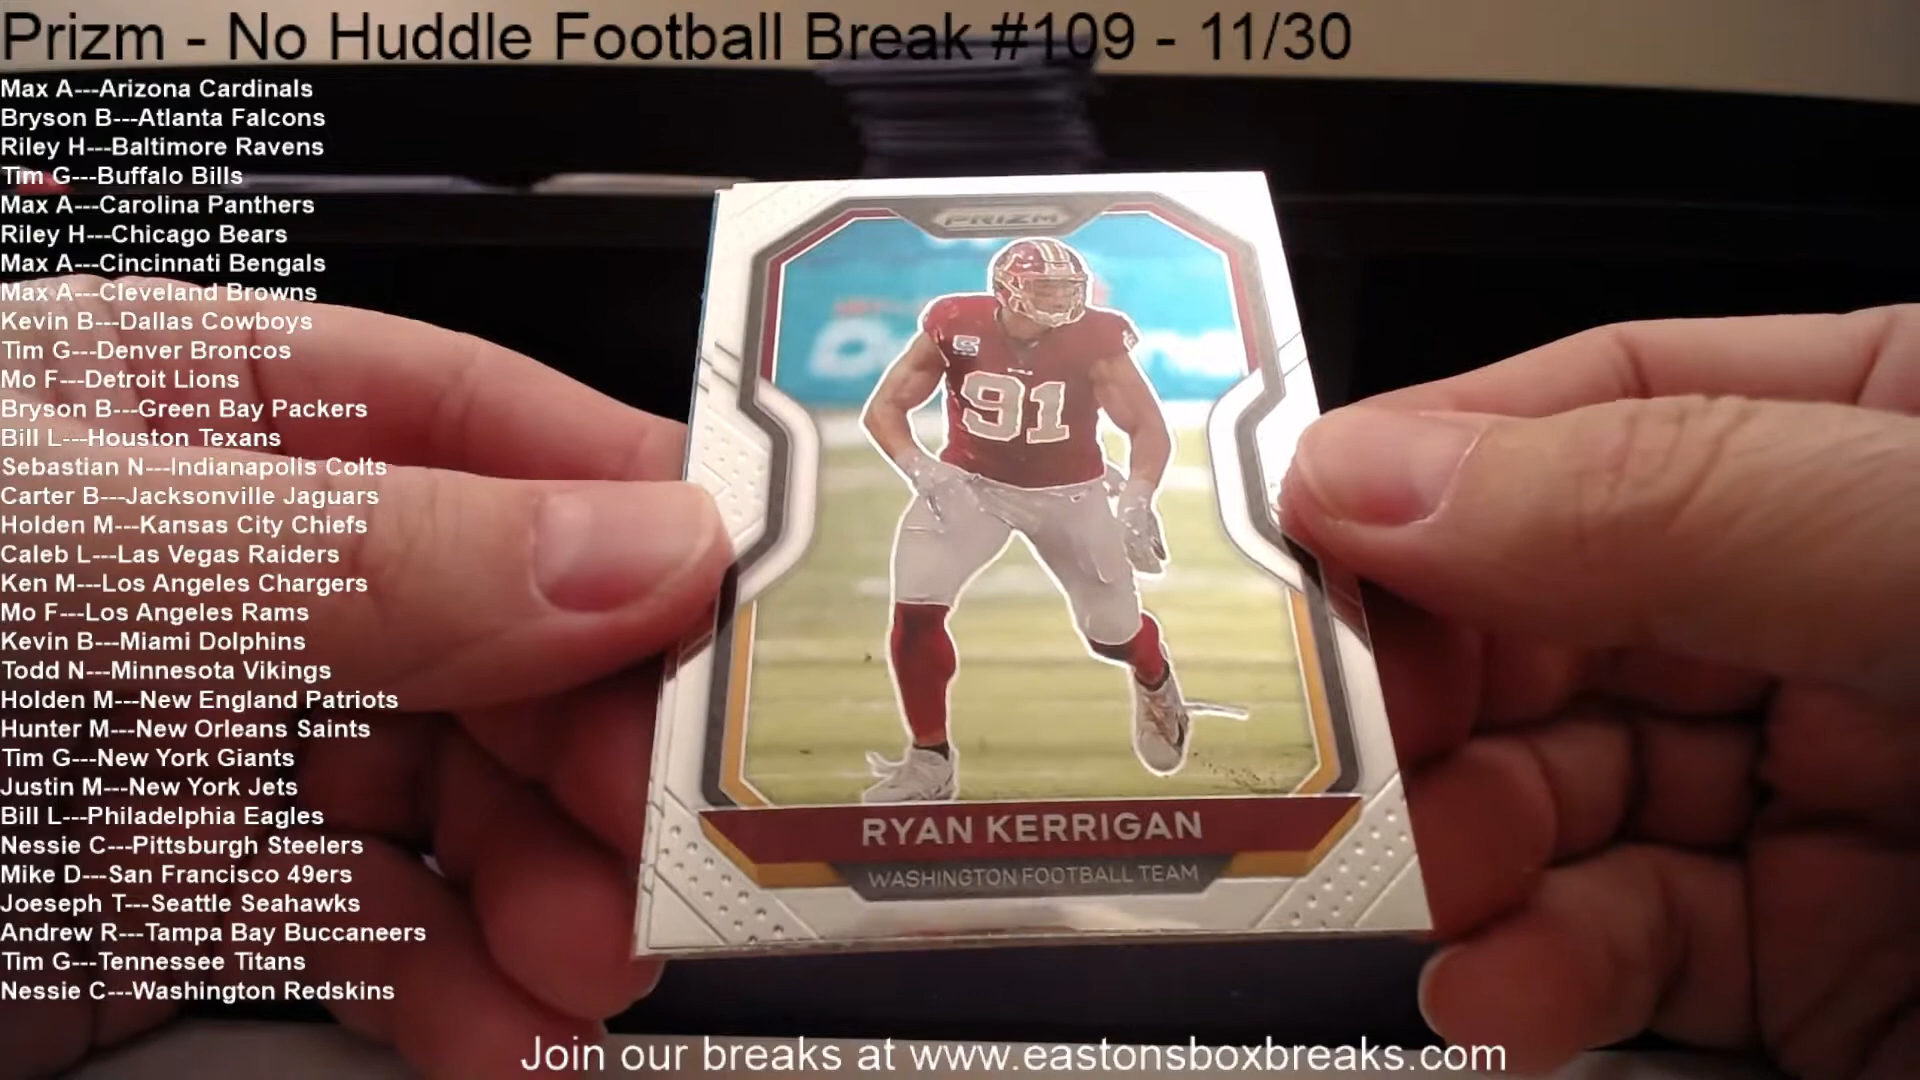 Prizm - No Huddle Football Break #109 - 11/30
Max A---Arizona Cardinals
Bryson B---Atlanta Falcons
Riley H---Baltimore Ravens
Tim G---Buffalo Bills
Max A---Carolina Panthers
Riley H---Chicago Bears
Max A---Cincinnati Bengals
Max A---Cleveland Browns
Kevin B---Dallas Cowboys
Tim G---Denver Broncos
Mo F---Detroit Lions
Bryson B---Green Bay Packers
Bill L---Houston Texans
Sebastian N---Indianapolis Colts
Carter B---Jacksonville Jaguars
Holden M---Kansas City Chiefs
Caleb L---Las Vegas Raiders
Ken M---Los Angeles Chargers
Mo F---Los Angeles Rams
Kevin B---Miami Dolphins
Todd N---Minnesota Vikings
Holden M---New England Patriots
Hunter M---New Orleans Saints
Tim G---New York Giants
Justin M---New York Jets
Bill L---Philadelphia Eagles
Nessie C---Pittsburgh Steelers
Mike D---San Francisco 49ers
Joeseph T---Seattle Seahawks
Andrew R---Tampa Bay Buccaneers
Tim G---Tennessee Titans
Nessie C---Washington Redskins
PRIZM
91
RYAN KERRIGAN
WASHINGTON FOOTBALL TEAM
Join our breaks at www.eastonsboxbreaks.com